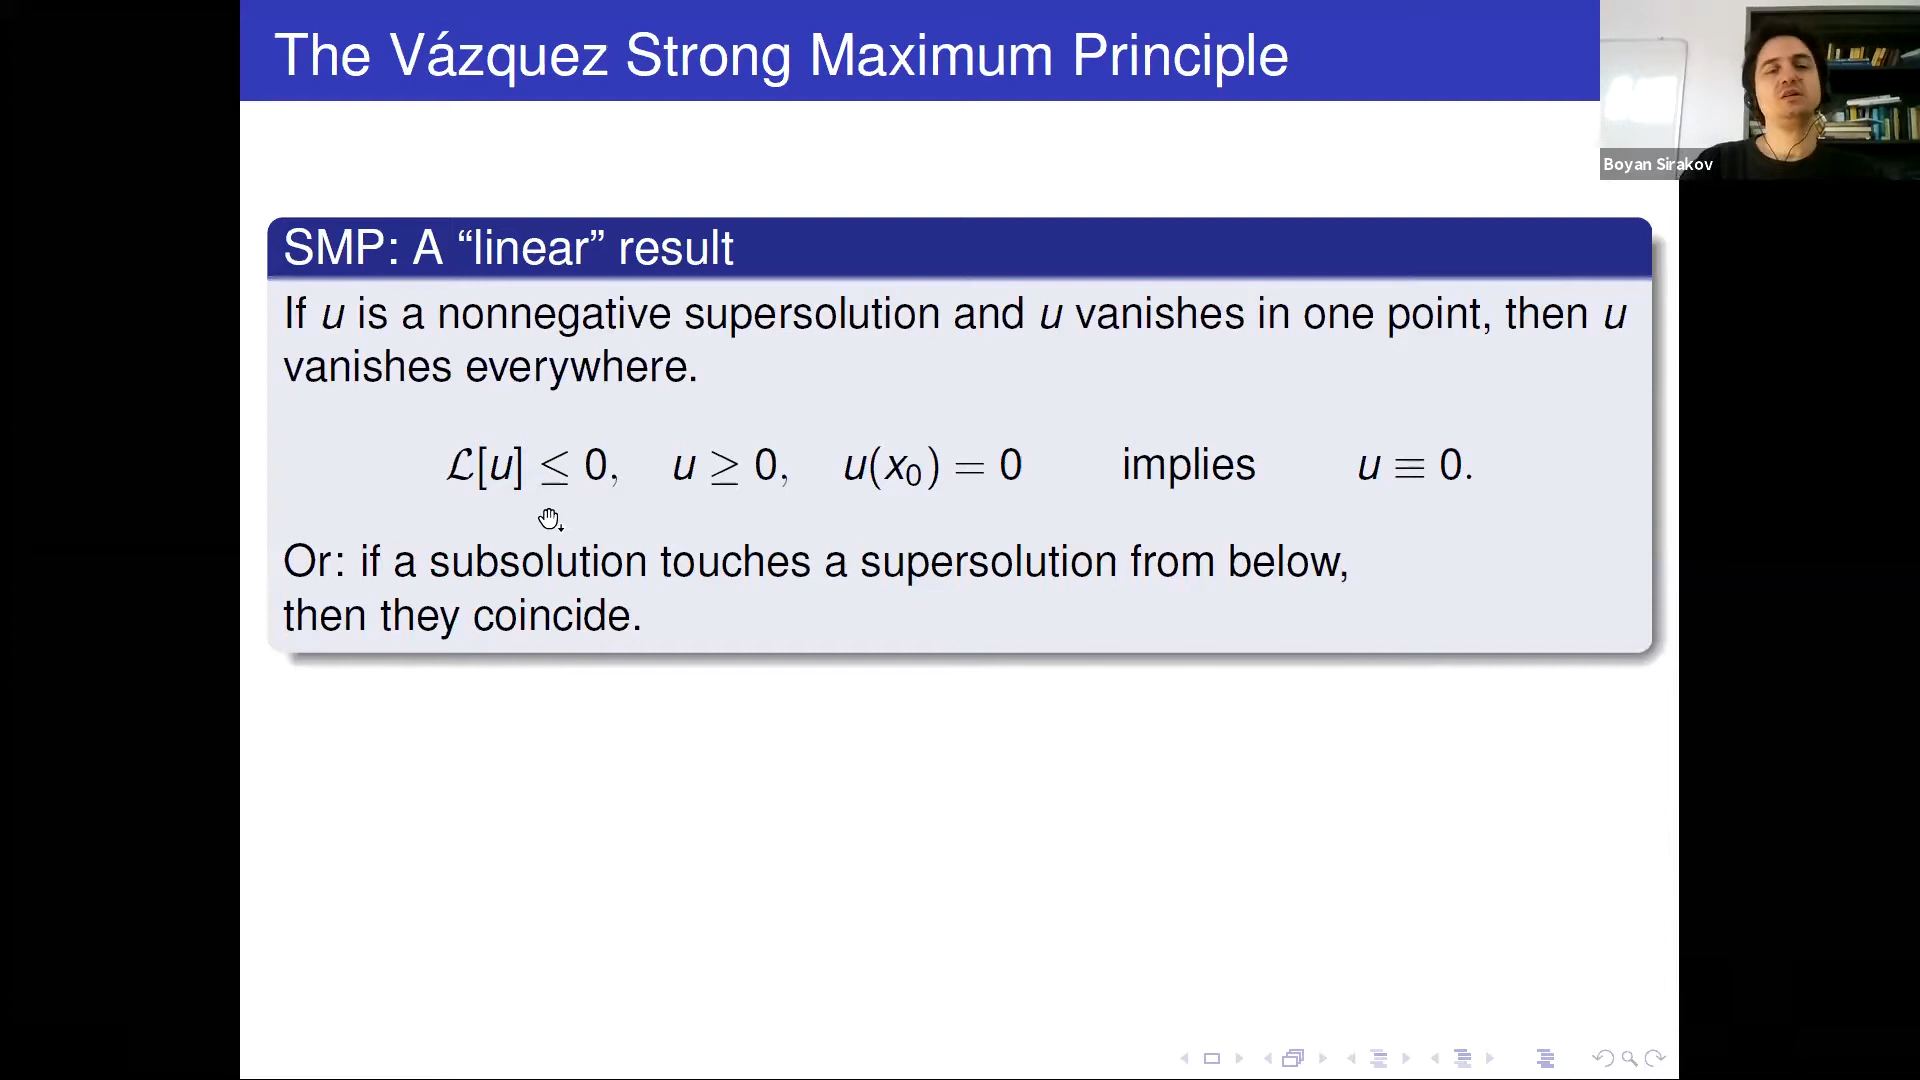 The Vázquez Strong Maximum Principle
Boyan Sirakov
SMP: A “linear” result
If u is a nonnegative supersolution and u vanishes in one point, then u
vanishes everywhere.
ℒ[u] ≤ 0, u ≥ 0, u(x₀) = 0 implies u ≡ 0.
Or: if a subsolution touches a supersolution from below,
then they coincide.